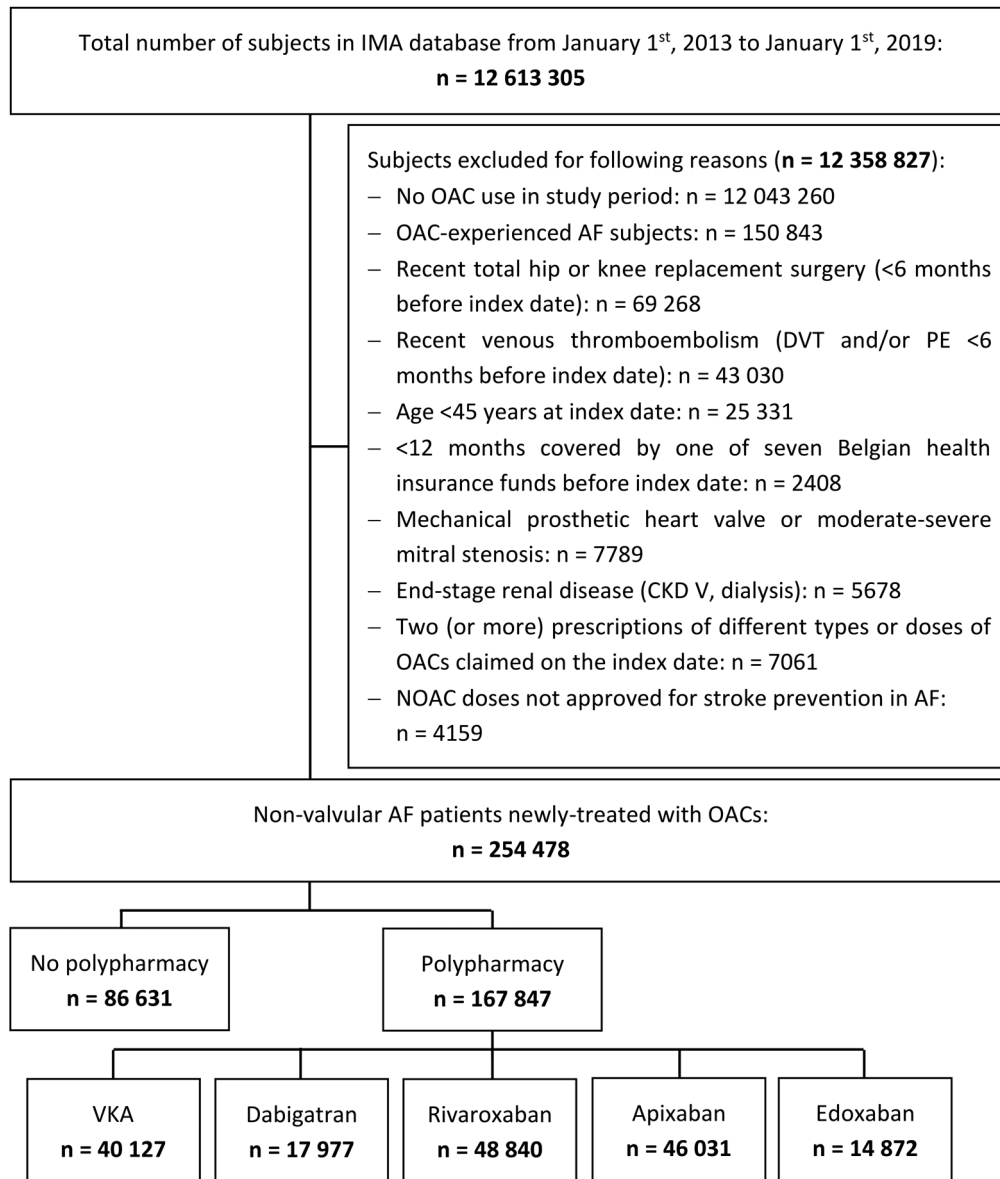 Total number of subjects in IMA database from January 1st, 2013 to January 1st, 2019:
n = 12 613 305
Subjects excluded for following reasons (n = 12 358 827):
– No OAC use in study period: n = 12 043 260
– OAC-experienced AF subjects: n = 150 843
– Recent total hip or knee replacement surgery (<6 months
before index date): n = 69 268
– Recent venous thromboembolism (DVT and/or PE <6
months before index date): n = 43 030
– Age <45 years at index date: n = 25 331
– <12 months covered by one of seven Belgian health
insurance funds before index date: n = 2408
– Mechanical prosthetic heart valve or moderate-severe
mitral stenosis: n = 7789
– End-stage renal disease (CKD V, dialysis): n = 5678
– Two (or more) prescriptions of different types or doses of
OACs claimed on the index date: n = 7061
– NOAC doses not approved for stroke prevention in AF:
n = 4159
Non-valvular AF patients newly-treated with OACs:
n = 254 478
No polypharmacy
n = 86 631
Polypharmacy
n = 167 847
VKA
n = 40 127
Dabigatran
n = 17 977
Rivaroxaban
n = 48 840
Apixaban
n = 46 031
Edoxaban
n = 14 872